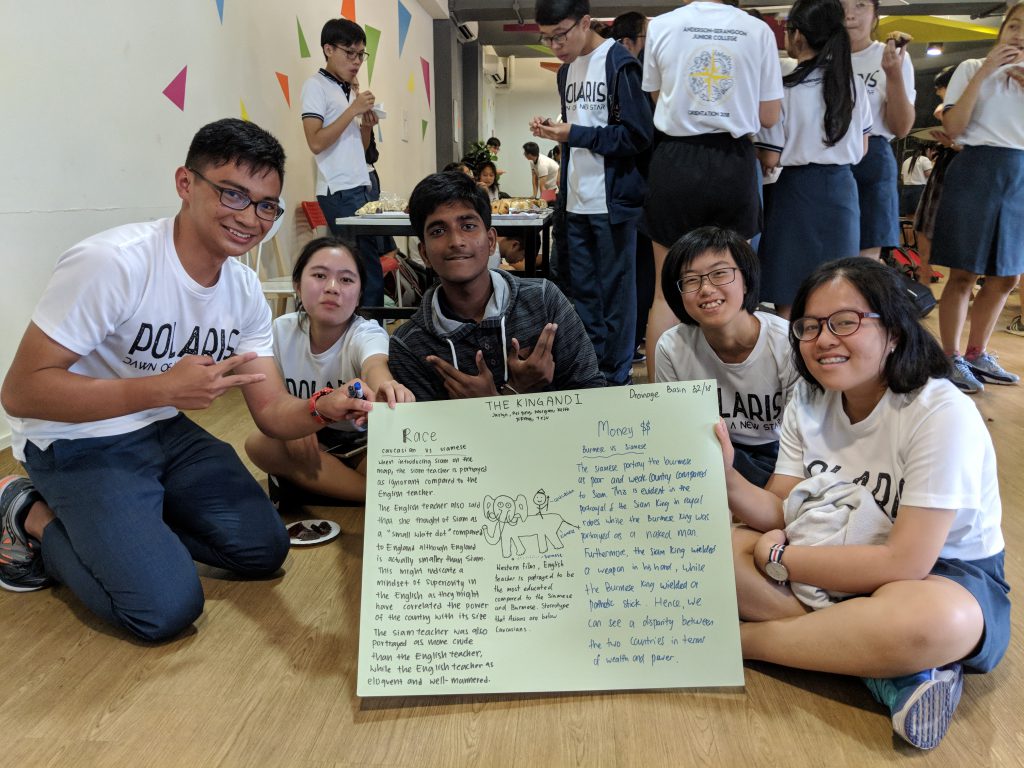 ANDERSON-SERANGOON
JUNIOR COLLEGE
ORIENTATION 2018
POLARIS
A NEW STAR
POLARIS
DAWN OF
POLARIS
A NEW STAR
POLARIS
THE KING AND I
Drainage Basin 32/18
Race
Caucasian vs Siamese
When introducing Siam on the
map, the Siam teacher is portrayed
as ignorant compared to the
English teacher.
The English teacher also said
that she thought of Siam as
a "small white dot" compared
to England although England
is actually smaller than Siam.
This might indicate a
mindset of superiority in
the English as they might
have correlated the power
of the country with its size
The Siam teacher was also
portrayed as more crude
than the English teacher,
while the English teacher as
eloquent and well-mannered.
caucasian
siamese
burmese
Western film, English
teacher is portrayed to be
the most educated
compared to the Siamese
and Burmese. Stereotype
that Asians are below
Caucasians.
Money $$
Burmese vs Siamese
The Siamese portray the Burmese
as poor and weak country compared
to Siam. This is evident in the
portrayal of the Siam King in royal
robes while the Burmese King was
portrayed as a naked man.
Furthermore, the Siam King wielded
a weapon in his hand, while
the Burmese King wielded a
pathetic stick. Hence, we
can see a disparity between
the two countries in terms
of wealth and power.